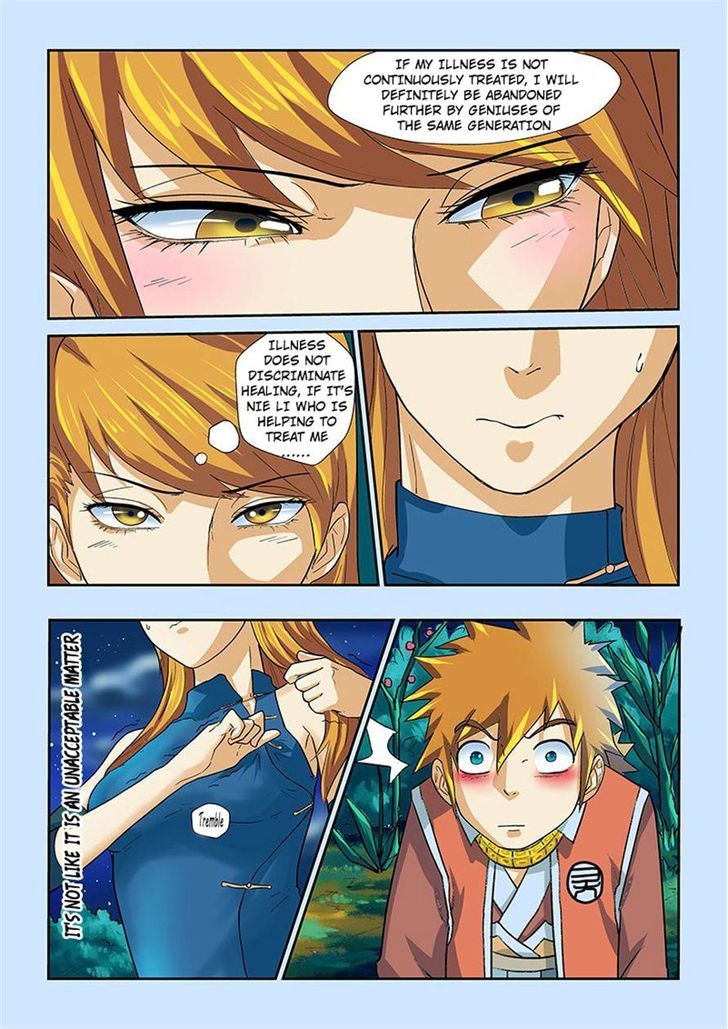 IF MY ILLNESS IS NOT
CONTINUOUSLY TREATED, I WILL
DEFINITELY BE ABANDONED
FURTHER BY GENIUSES OF
THE SAME GENERATION
ILLNESS
DOES NOT
DISCRIMINATE
HEALING, IF IT'S
NIE LI WHO IS
HELPING TO
TREAT ME
......
IT'S NOT LIKE IT IS AN UNACCEPTABLE MATTER
Tremble